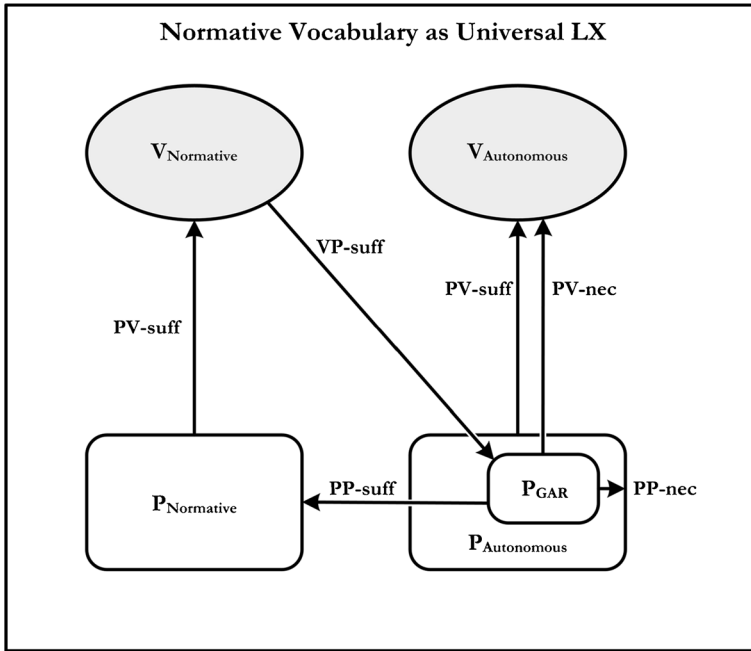 Normative Vocabulary as Universal LX
VNormative
VAutonomous
VP-suff
PV-suff
PV-nec
PV-suff
PP-suff
PGAR
PP-nec
PNormative
PAutonomous